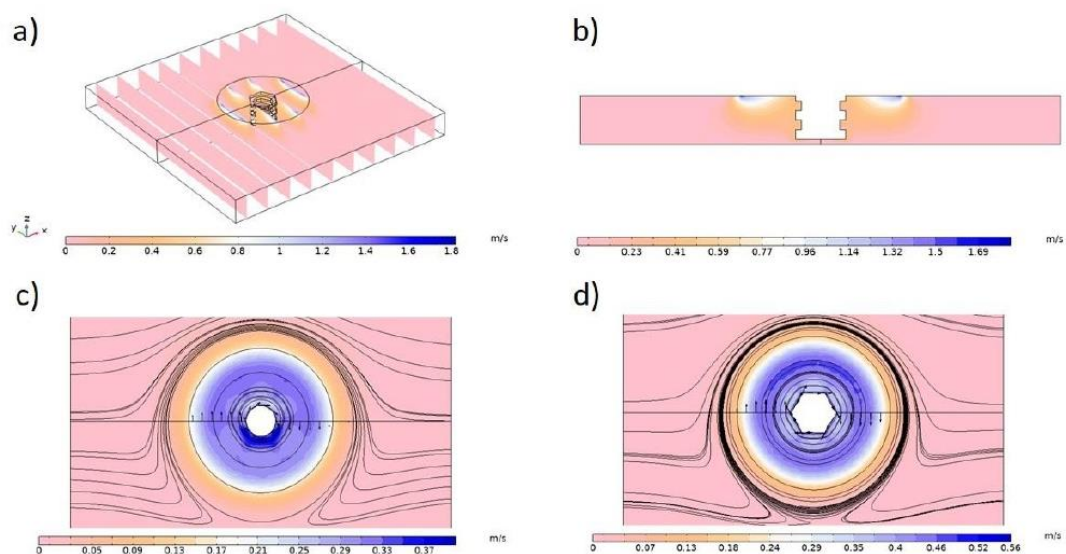 a)
b)
z
y
x
m/s
0 0.2 0.4 0.6 0.8 1 1.2 1.4 1.6 1.8
m/s
0 0.23 0.41 0.59 0.77 0.96 1.14 1.32 1.5 1.69
c)
d)
m/s
0 0.05 0.09 0.13 0.17 0.21 0.25 0.29 0.33 0.37
m/s
0 0.07 0.13 0.18 0.24 0.29 0.35 0.4 0.46 0.52 0.56